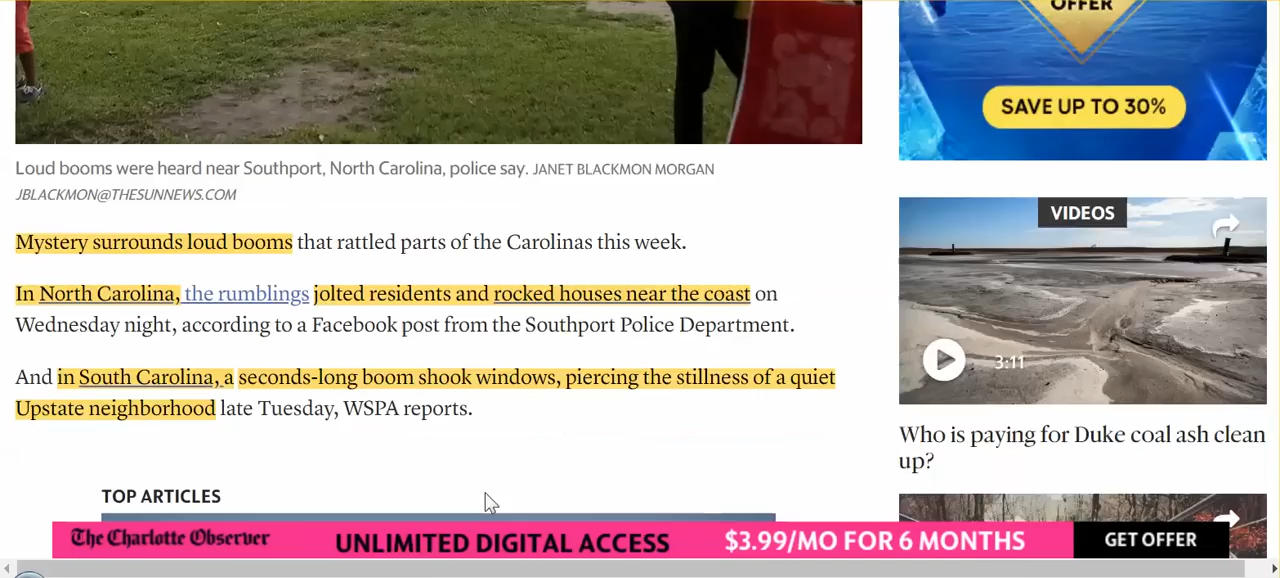 OFFER
SAVE UP TO 30%
Loud booms were heard near Southport, North Carolina, police say. JANET BLACKMON MORGAN
JBLACKMON@THESUNNEWS.COM
Mystery surrounds loud booms that rattled parts of the Carolinas this week.
In North Carolina, the rumblings jolted residents and rocked houses near the coast on
Wednesday night, according to a Facebook post from the Southport Police Department.
And in South Carolina, a seconds-long boom shook windows, piercing the stillness of a quiet
Upstate neighborhood late Tuesday, WSPA reports.
VIDEOS
3:11
Who is paying for Duke coal ash clean
up?
TOP ARTICLES
The Charlotte Observer UNLIMITED DIGITAL ACCESS $3.99/MO FOR 6 MONTHS GET OFFER